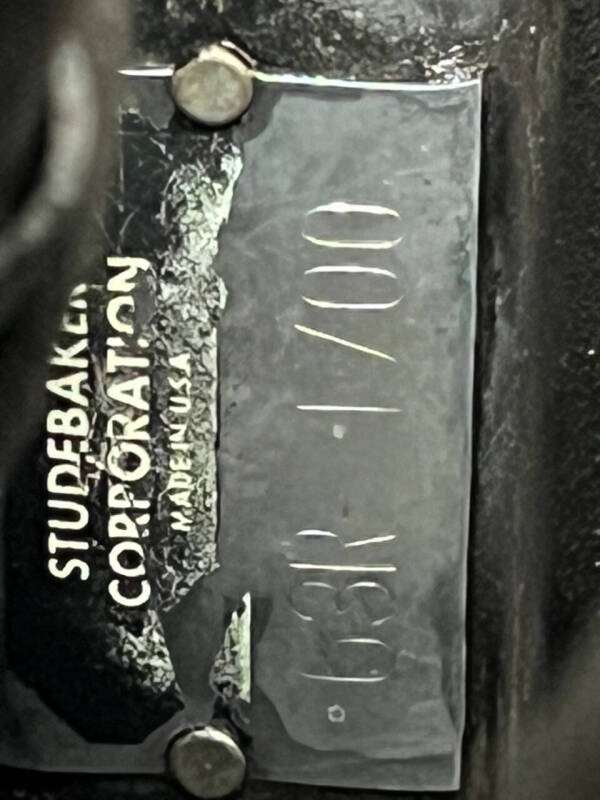 STUDEBAKER
CORPORATION
MADE IN U.S.A
63R - 1700